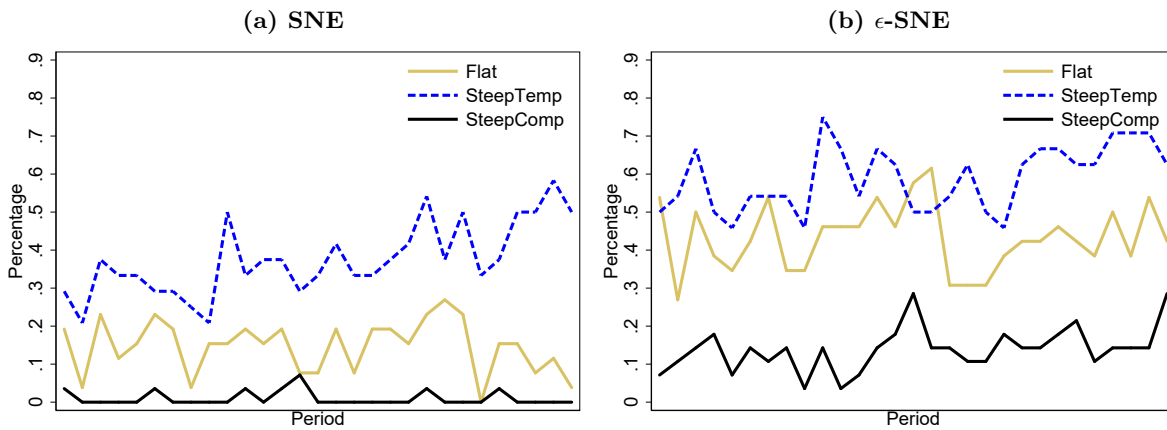 (a) SNE
Percentage
0 .1 .2 .3 .4 .5 .6 .7 .8 .9
Flat
SteepTemp
SteepComp
Period
(b) ϵ-SNE
Percentage
0 .1 .2 .3 .4 .5 .6 .7 .8 .9
Flat
SteepTemp
SteepComp
Period